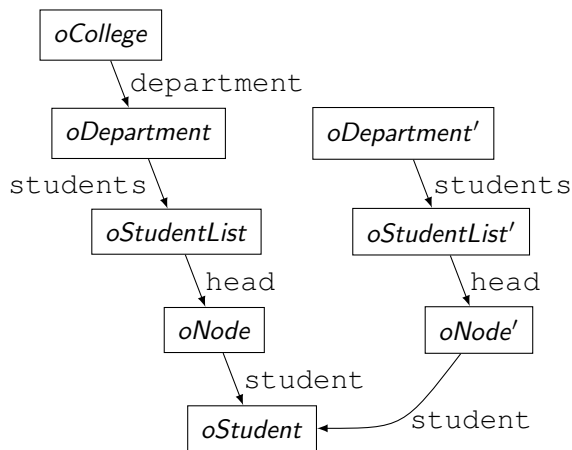 oCollege
department
oDepartment
oDepartment′
students
students
oStudentList
oStudentList′
head
head
oNode
oNode′
student
student
oStudent